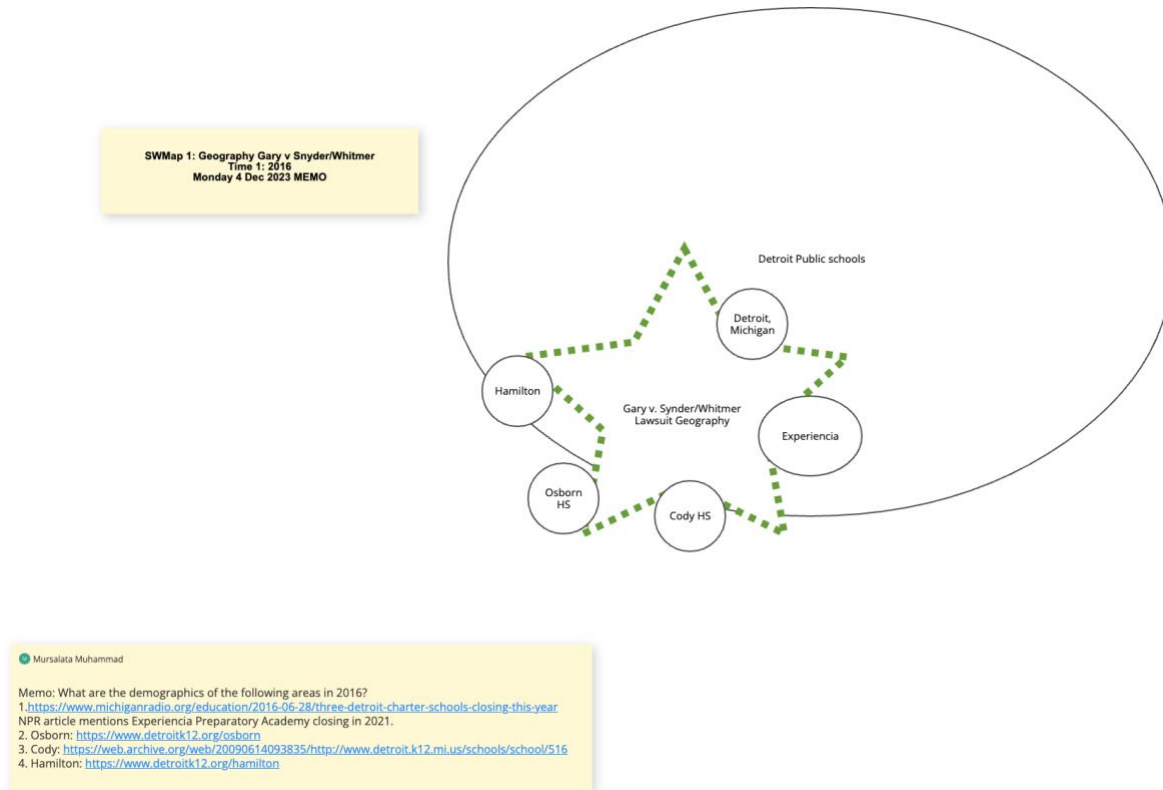 SWMap 1: Geography Gary v Snyder/Whitmer
Time 1: 2016
Monday 4 Dec 2023 MEMO
Detroit Public schools
Detroit,
Michigan
Hamilton
Gary v. Synder/Whitmer
Lawsuit Geography
Experiencia
Osborn
HS
Cody HS
Mursalata Muhammad
Memo: What are the demographics of the following areas in 2016?
1.https://www.michiganradio.org/education/2016-06-28/three-detroit-charter-schools-closing-this-year
NPR article mentions Experiencia Preparatory Academy closing in 2021.
2. Osborn: https://www.detroitk12.org/osborn
3. Cody: https://web.archive.org/web/20090614093835/http://www.detroit.k12.mi.us/schools/school/516
4. Hamilton: https://www.detroitk12.org/hamilton